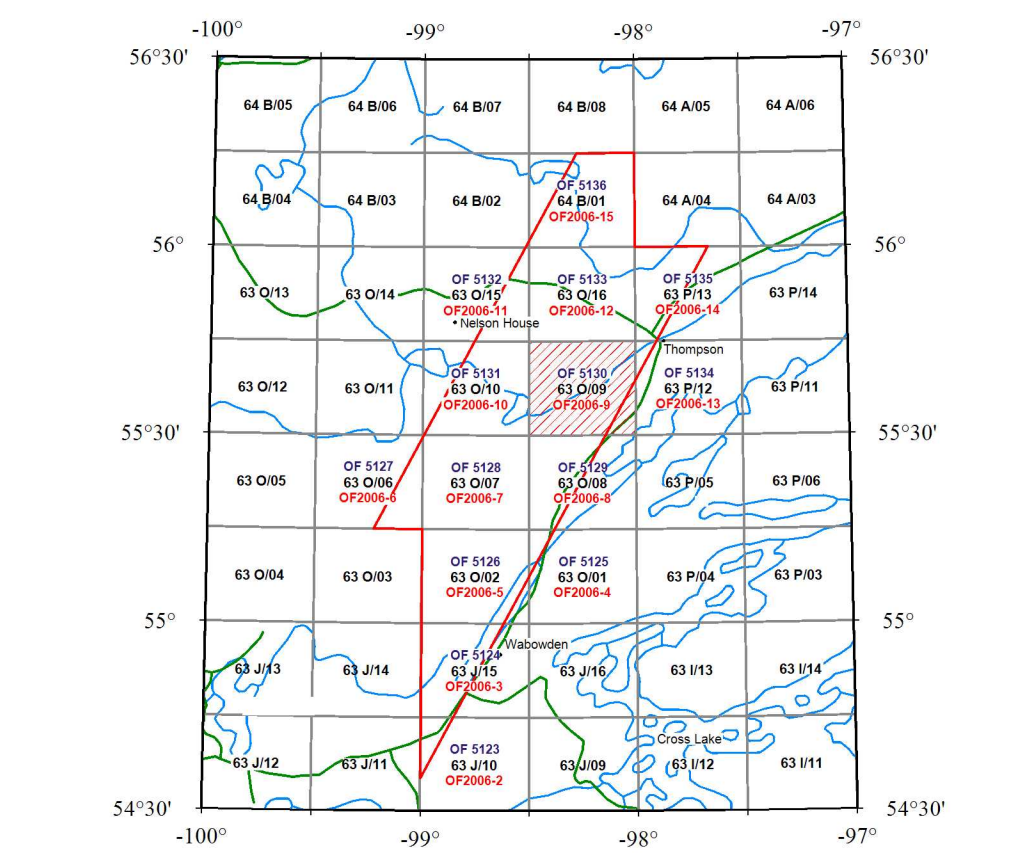 -100° -99° -98° -97°
56°30' 56°30'
64 B/05 64 B/06 64 B/07 64 B/08 64 A/05 64 A/06
OF 5136
64 B/04 64 B/03 64 B/02 64 B/01 64 A/04 64 A/03
OF2006-15
56° 56°
OF 5132 OF 5133 OF 5135
63 O/13 63 O/14 63 O/15 63 O/16 63 P/13 63 P/14
OF2006-11 OF2006-12 OF2006-14
Nelson House
Thompson
OF 5131 OF 5130 OF 5134
63 O/12 63 O/11 63 O/10 63 O/09 63 P/12 63 P/11
OF2006-10 OF2006-9 OF2006-13
55°30' 55°30'
OF 5127 OF 5128 OF 5129
63 O/05 63 O/06 63 O/07 63 O/08 63 P/05 63 P/06
OF2006-6 OF2006-7 OF2006-8
OF 5126 OF 5125
63 O/04 63 O/03 63 O/02 63 O/01 63 P/04 63 P/03
OF2006-5 OF2006-4
55° 55°
Wabowden
OF 5124
63 J/13 63 J/14 63 J/15 63 J/16 63 I/13 63 I/14
OF2006-3
Cross Lake
OF 5123
63 J/12 63 J/11 63 J/10 63 J/09 63 I/12 63 I/11
OF2006-2
54°30' 54°30'
-100° -99° -98° -97°